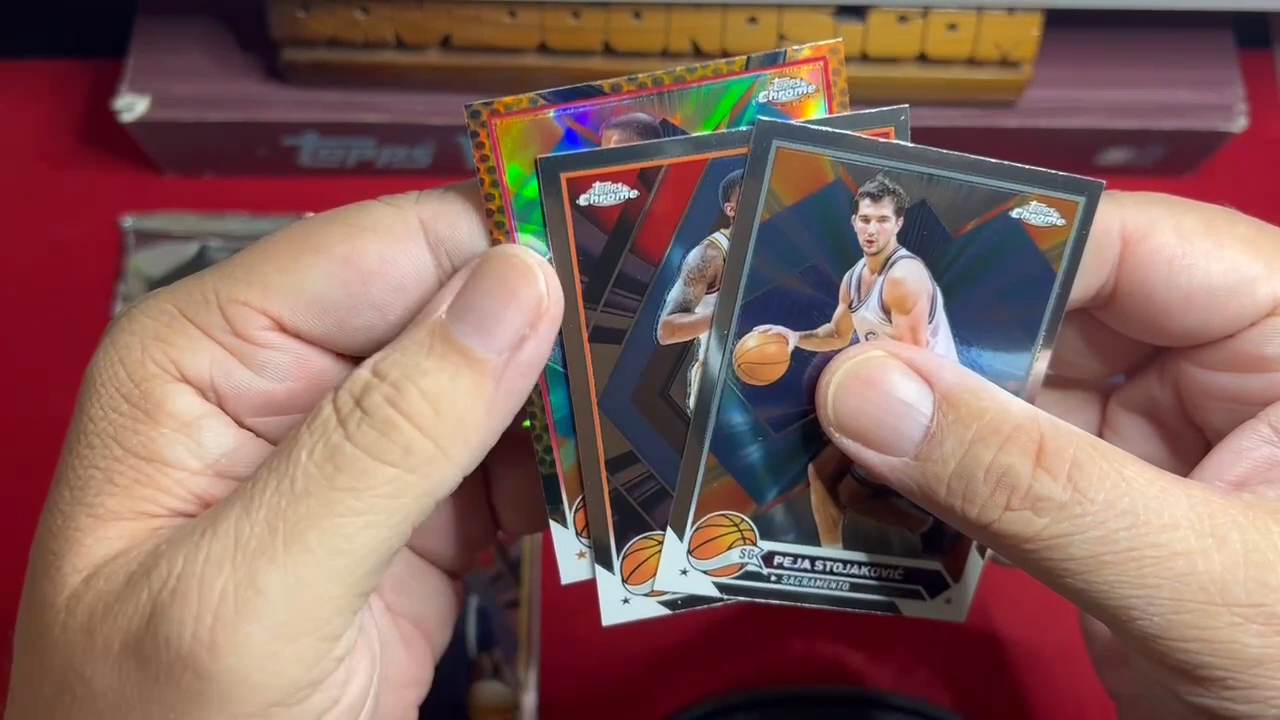 Topps
Topps
Chrome
Topps
Chrome
Topps
Chrome
SG
PEJA STOJAKOVIĆ
SACRAMENTO